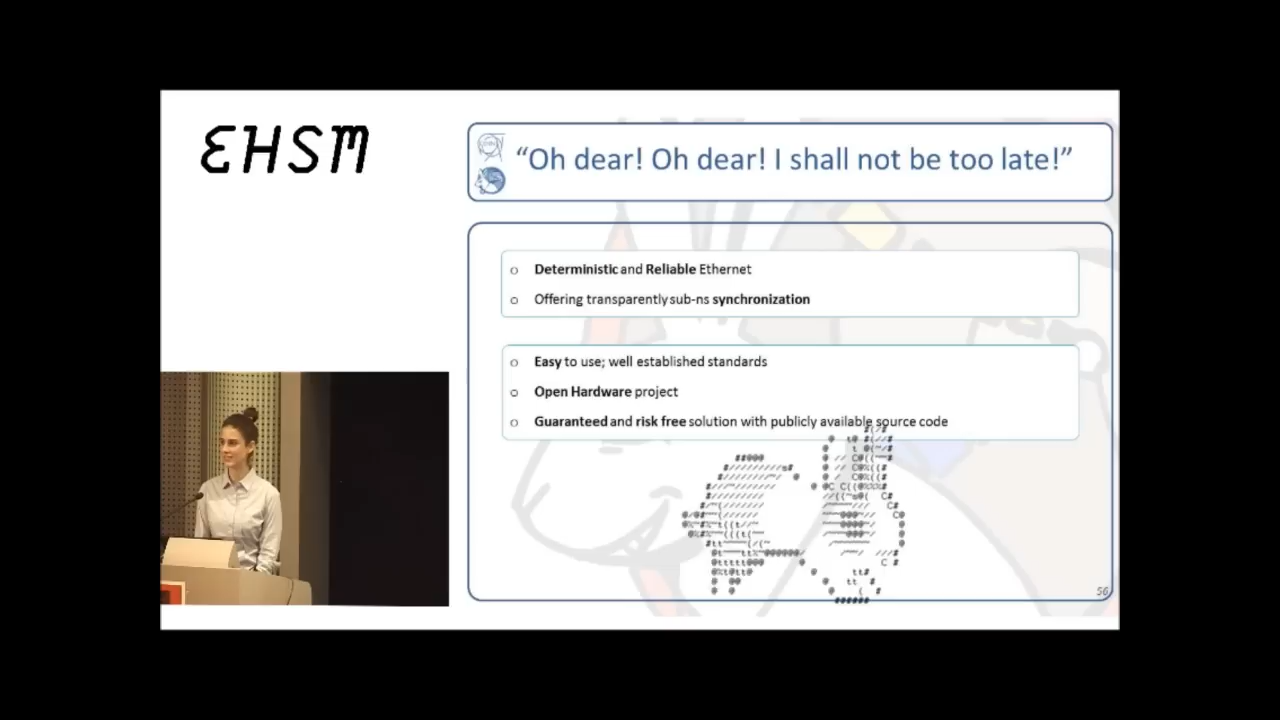 EHSM
“Oh dear! Oh dear! I shall not be too late!”
o Deterministic and Reliable Ethernet
o Offering transparently sub-ns synchronization
o Easy to use; well established standards
o Open Hardware project
o Guaranteed and risk free solution with publicly available source code
56